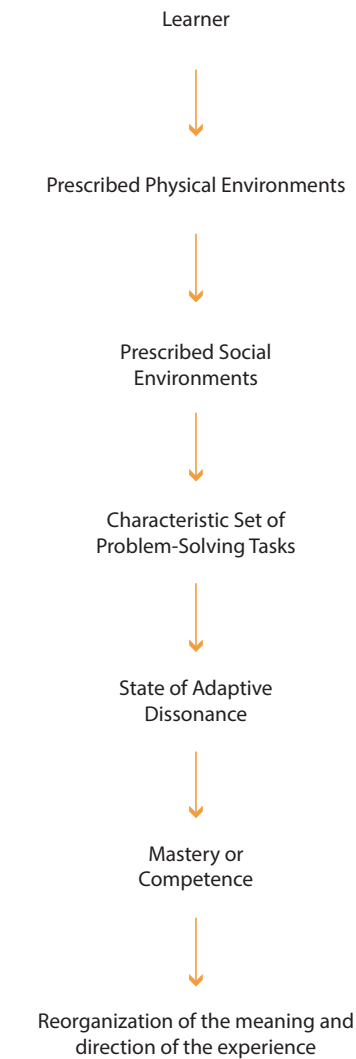 Learner
Prescribed Physical Environments
Prescribed Social
Environments
Characteristic Set of
Problem-Solving Tasks
State of Adaptive
Dissonance
Mastery or
Competence
Reorganization of the meaning and
direction of the experience